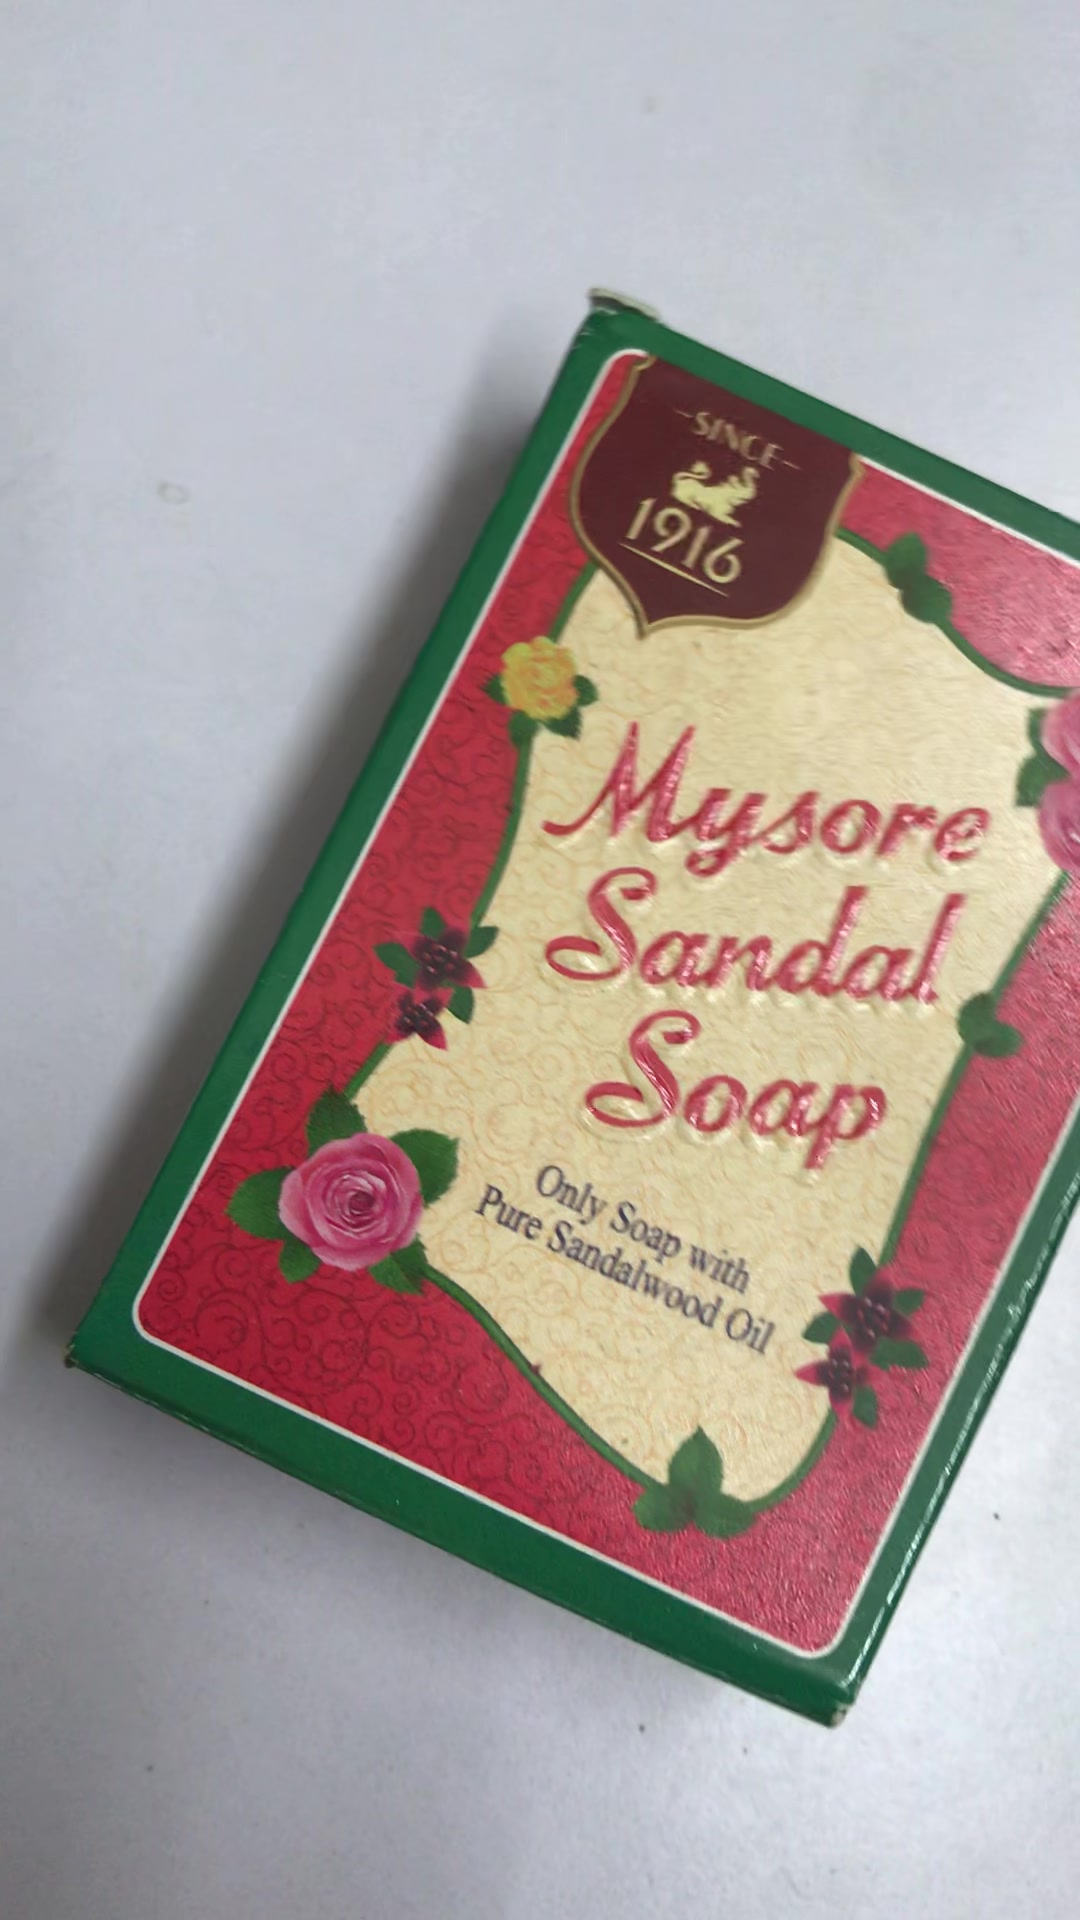 -SINCE-
1916
Mysore
Sandal
Soap
Only Soap with
Pure Sandalwood Oil